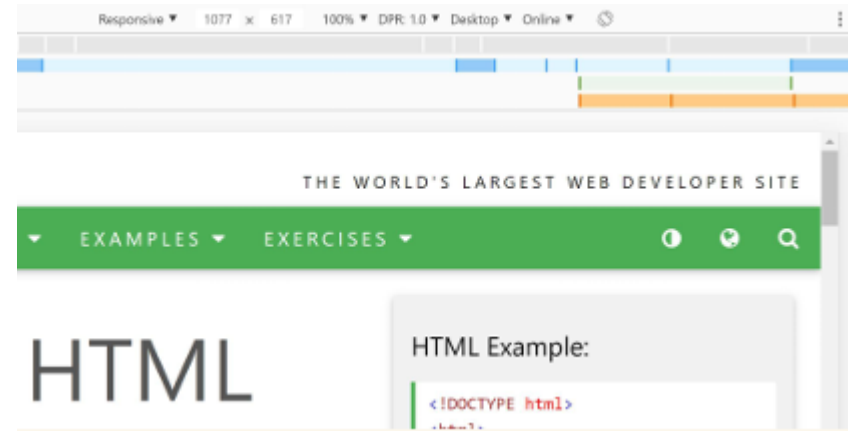 Responsive ▼ 1077 x 617 100% ▼ DPR: 1.0 ▼ Desktop ▼ Online ▼
THE WORLD'S LARGEST WEB DEVELOPER SITE
EXAMPLES EXERCISES
HTML
HTML Example:
<!DOCTYPE html>
<html>